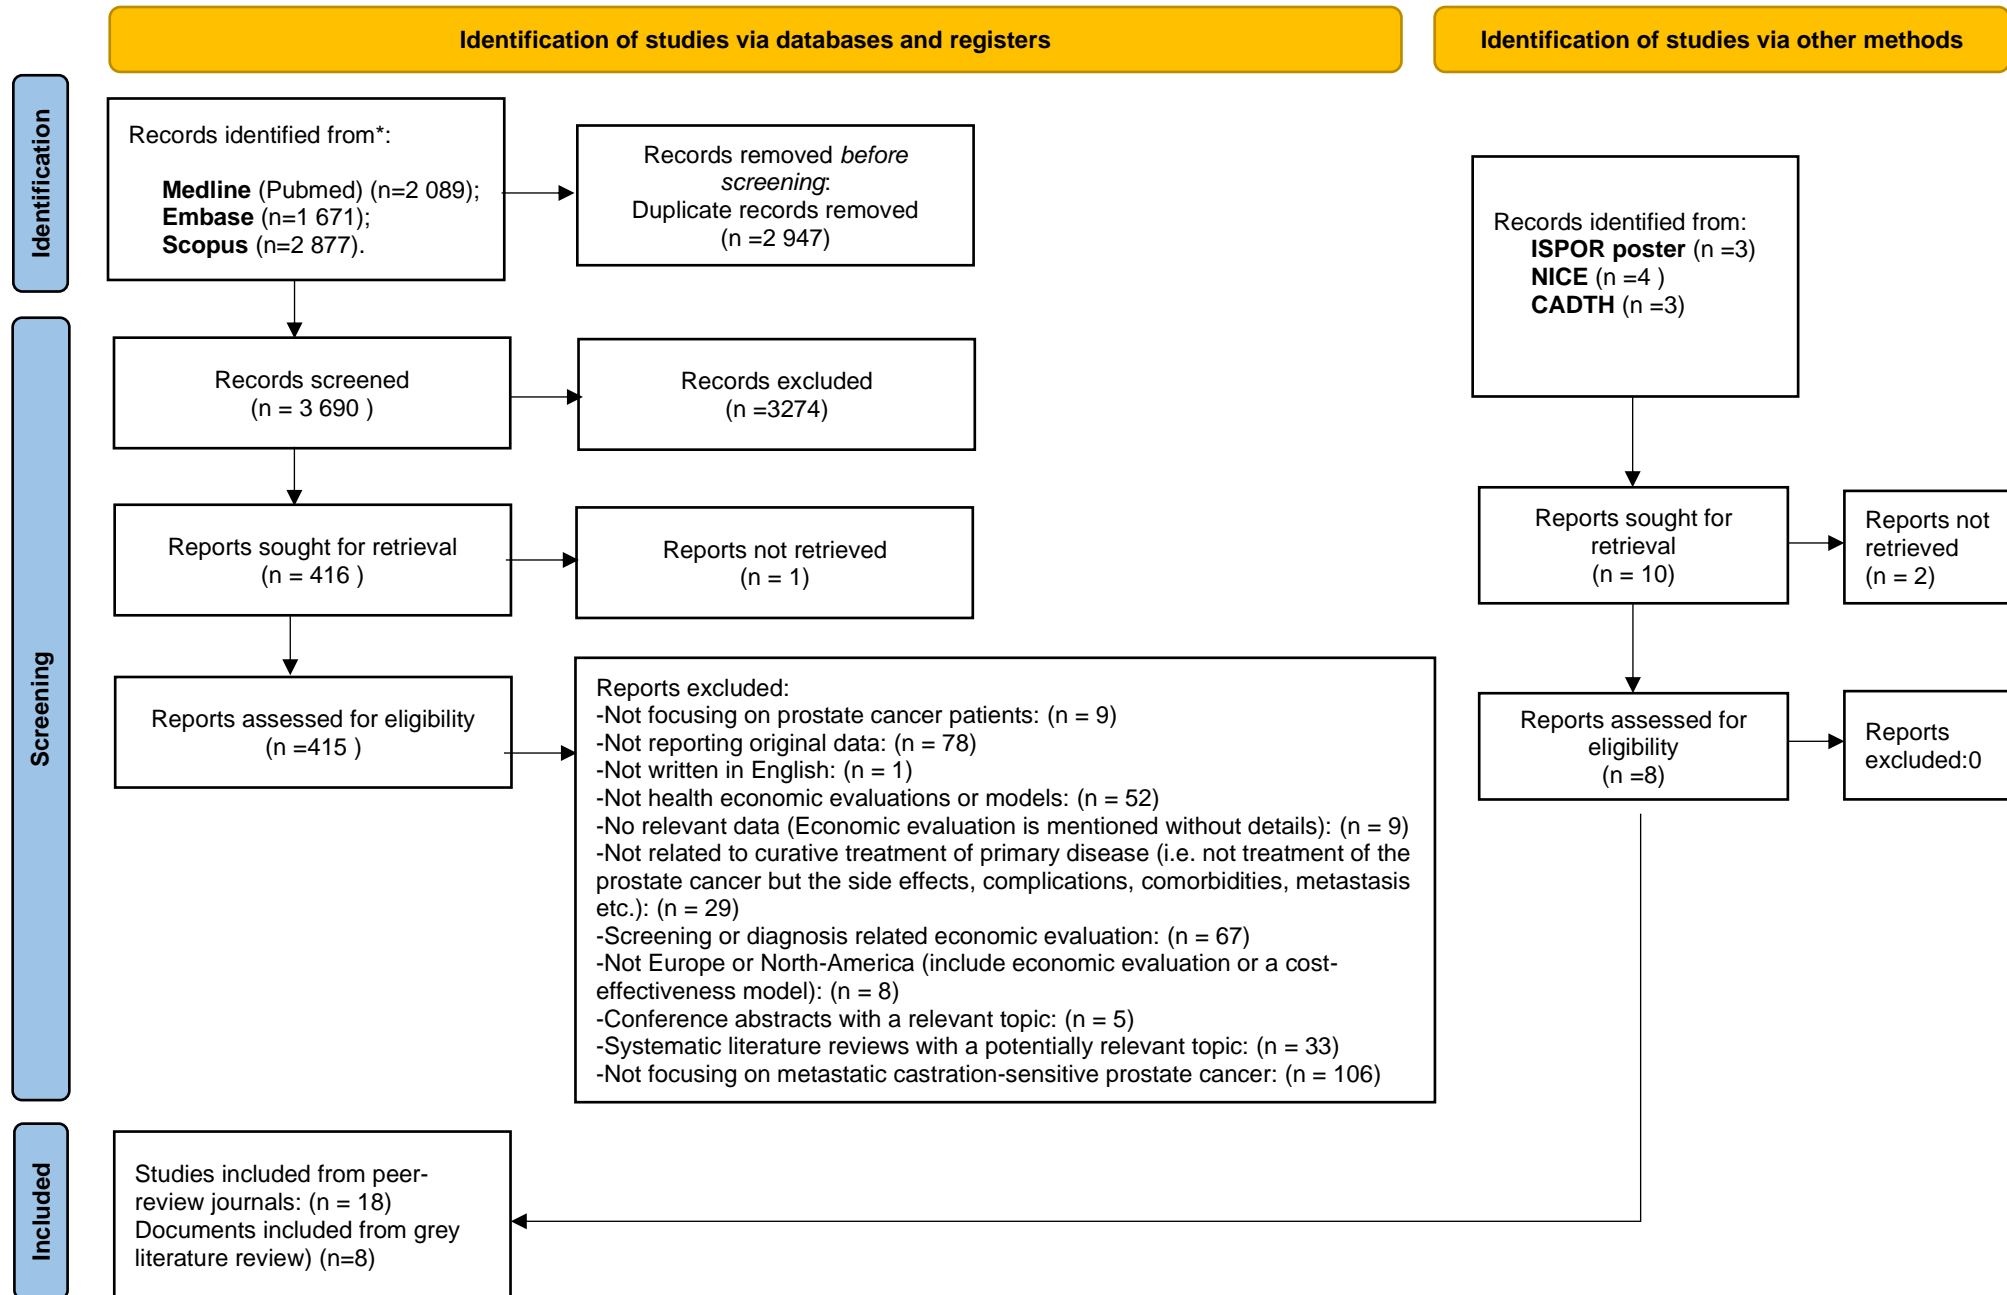 Identification of studies via databases and registers
Identification of studies via other methods
Identification
Records identified from*:
Medline (Pubmed) (n=2 089);
Embase (n=1 671);
Scopus (n=2 877).
Records removed before
screening:
Duplicate records removed
(n =2 947)
Records identified from:
ISPOR poster (n =3)
NICE (n =4 )
CADTH (n =3)
Screening
Records screened
(n = 3 690 )
Records excluded
(n =3274)
Reports sought for retrieval
(n = 416 )
Reports not retrieved
(n = 1)
Reports sought for
retrieval
(n = 10)
Reports not
retrieved
(n = 2)
Reports assessed for eligibility
(n =415 )
Reports excluded:
-Not focusing on prostate cancer patients: (n = 9)
-Not reporting original data: (n = 78)
-Not written in English: (n = 1)
-Not health economic evaluations or models: (n = 52)
-No relevant data (Economic evaluation is mentioned without details): (n = 9)
-Not related to curative treatment of primary disease (i.e. not treatment of the
prostate cancer but the side effects, complications, comorbidities, metastasis
etc.): (n = 29)
-Screening or diagnosis related economic evaluation: (n = 67)
-Not Europe or North-America (include economic evaluation or a cost-
effectiveness model): (n = 8)
-Conference abstracts with a relevant topic: (n = 5)
-Systematic literature reviews with a potentially relevant topic: (n = 33)
-Not focusing on metastatic castration-sensitive prostate cancer: (n = 106)
Reports assessed for
eligibility
(n =8)
Reports
excluded:0
Included
Studies included from peer-
review journals: (n = 18)
Documents included from grey
literature review) (n=8)